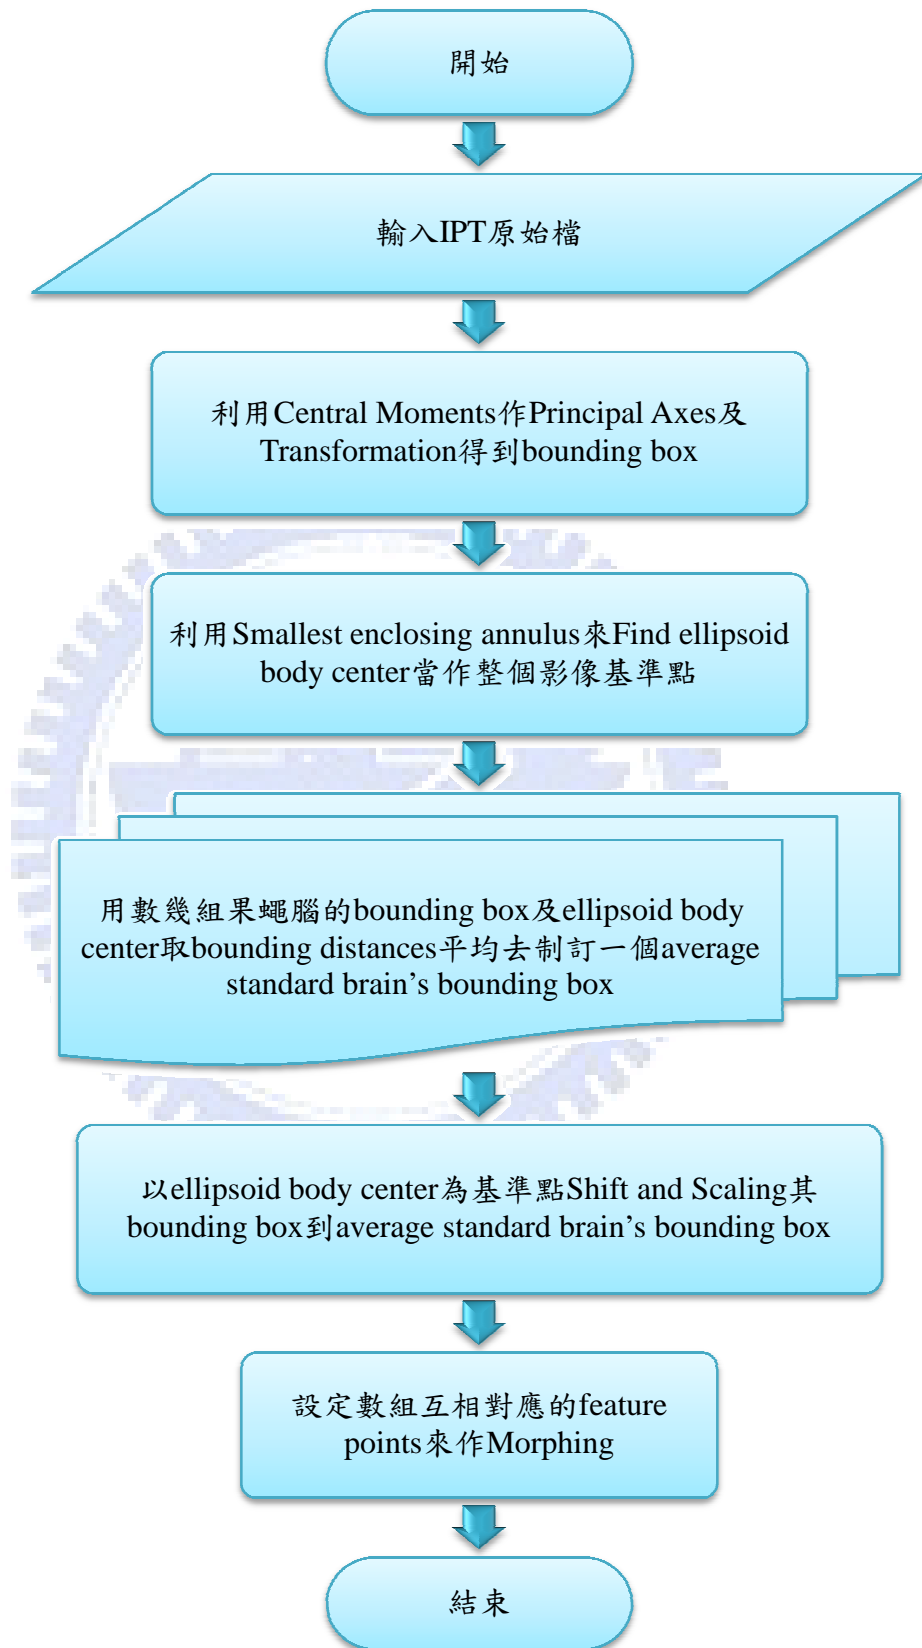 開始
輸入IPT原始檔
利用Central Moments作Principal Axes及
Transformation得到bounding box
利用Smallest enclosing annulus來Find ellipsoid
body center當作整個影像基準點
用數幾組果蠅腦的bounding box及ellipsoid body
center取bounding distances平均去制訂一個average
standard brain’s bounding box
以ellipsoid body center為基準點Shift and Scaling其
bounding box到average standard brain’s bounding box
設定數組互相對應的feature
points來作Morphing
結束